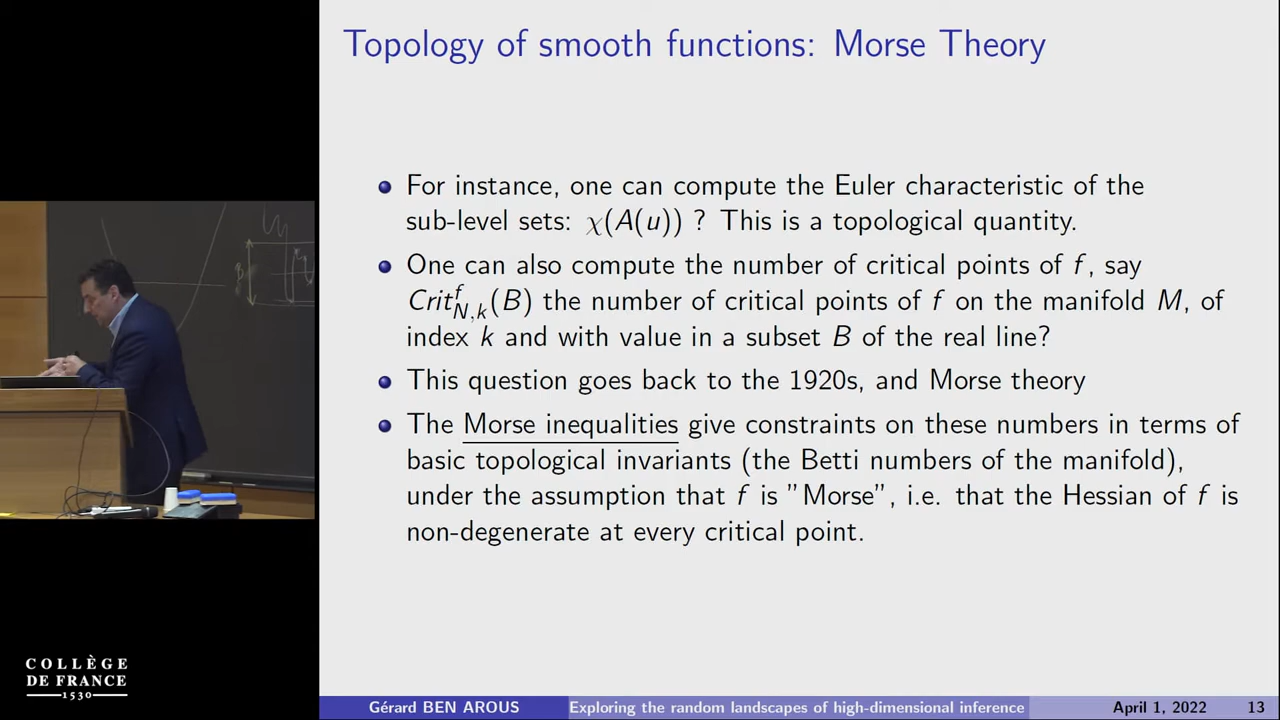 Topology of smooth functions: Morse Theory
For instance, one can compute the Euler characteristic of the
sub-level sets: χ(A(u)) ? This is a topological quantity.
One can also compute the number of critical points of f, say
Crit^f_{N,k}(B) the number of critical points of f on the manifold M, of
index k and with value in a subset B of the real line?
This question goes back to the 1920s, and Morse theory
The Morse inequalities give constraints on these numbers in terms of
basic topological invariants (the Betti numbers of the manifold),
under the assumption that f is "Morse", i.e. that the Hessian of f is
non-degenerate at every critical point.
COLLÈGE
DE FRANCE
1530
Gérard BEN AROUS
Exploring the random landscapes of high-dimensional inference
April 1, 2022
13